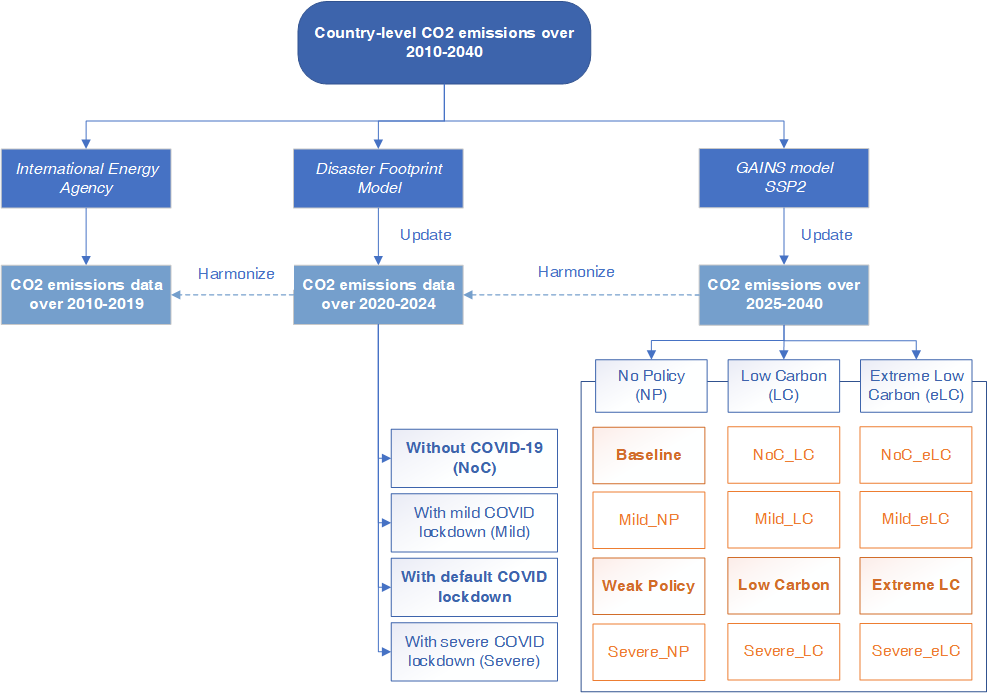 Country-level CO2 emissions over
2010-2040
International Energy
Agency
Disaster Footprint
Model
GAINS model
SSP2
Update
Update
CO2 emissions data
over 2010-2019
Harmonize
CO2 emissions data
over 2020-2024
Harmonize
CO2 emissions over
2025-2040
No Policy
(NP)
Low Carbon
(LC)
Extreme Low
Carbon (eLC)
Without COVID-19
(NoC)
Baseline
NoC_LC
NoC_eLC
With mild COVID
lockdown (Mild)
Mild_NP
Mild_LC
Mild_eLC
With default COVID
lockdown
Weak Policy
Low Carbon
Extreme LC
With severe COVID
lockdown (Severe)
Severe_NP
Severe_LC
Severe_eLC